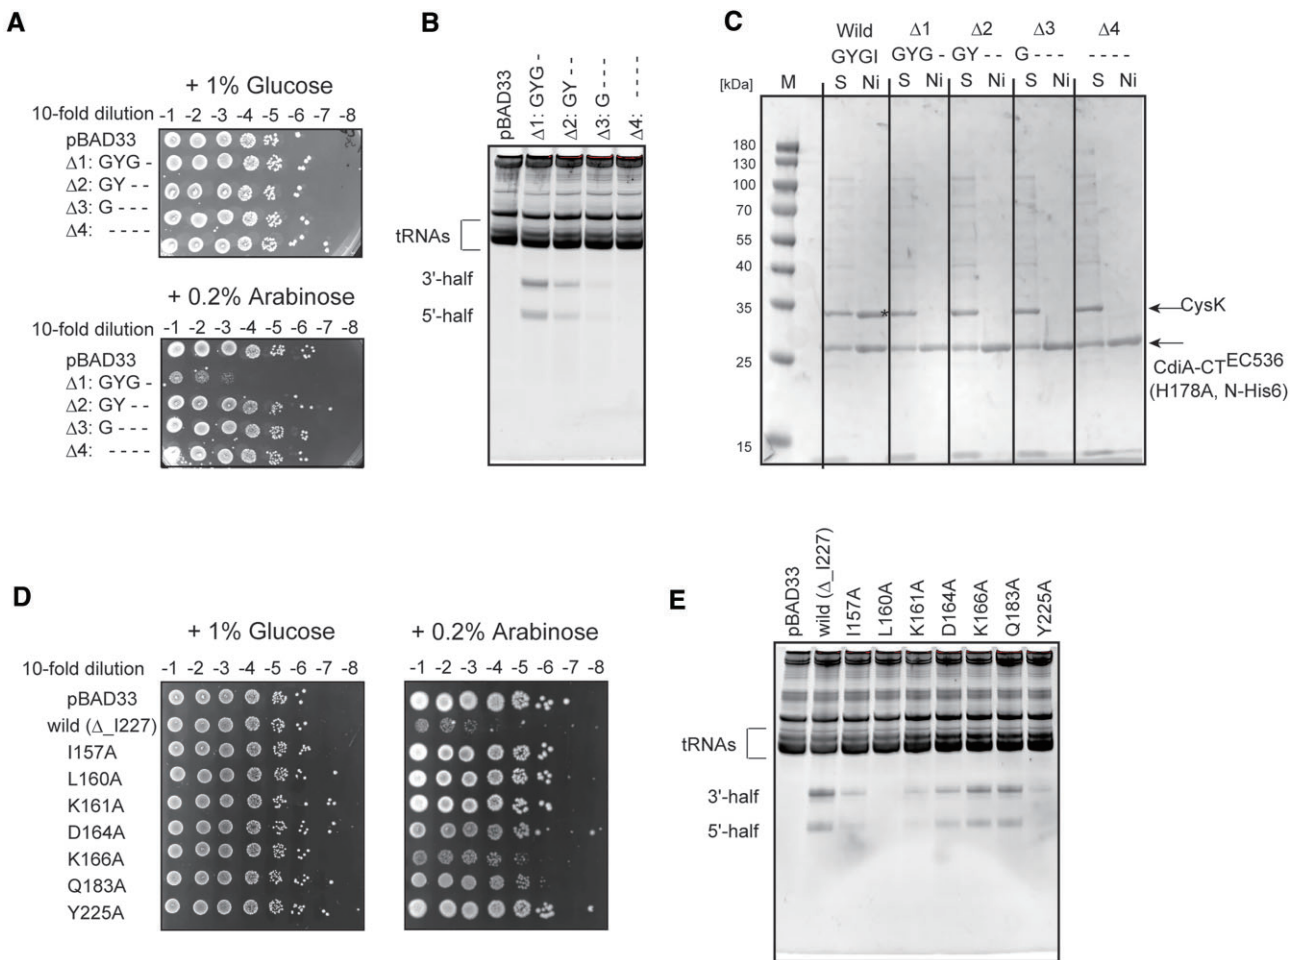 A
+ 1% Glucose
10-fold dilution -1 -2 -3 -4 -5 -6 -7 -8
pBAD33
Δ1: GYG -
Δ2: GY - -
Δ3: G - - -
Δ4: - - - -
+ 0.2% Arabinose
10-fold dilution -1 -2 -3 -4 -5 -6 -7 -8
pBAD33
Δ1: GYG -
Δ2: GY - -
Δ3: G - - -
Δ4: - - - -
B
pBAD33
Δ1: GYG -
Δ2: GY - -
Δ3: G - - -
Δ4: - - - -
tRNAs
3'-half
5'-half
C
Wild Δ1 Δ2 Δ3 Δ4
GYGI GYG - GY - - G - - - - - - -
[kDa] M S Ni S Ni S Ni S Ni S Ni
180
130
100
70
55
40
35
25
15
*
CysK
CdiA-CT^EC536
(H178A, N-His6)
D
+ 1% Glucose + 0.2% Arabinose
10-fold dilution -1 -2 -3 -4 -5 -6 -7 -8 -1 -2 -3 -4 -5 -6 -7 -8
pBAD33
wild (Δ_I227)
I157A
L160A
K161A
D164A
K166A
Q183A
Y225A
E
pBAD33
wild (Δ_I227)
I157A
L160A
K161A
D164A
K166A
Q183A
Y225A
tRNAs
3'-half
5'-half